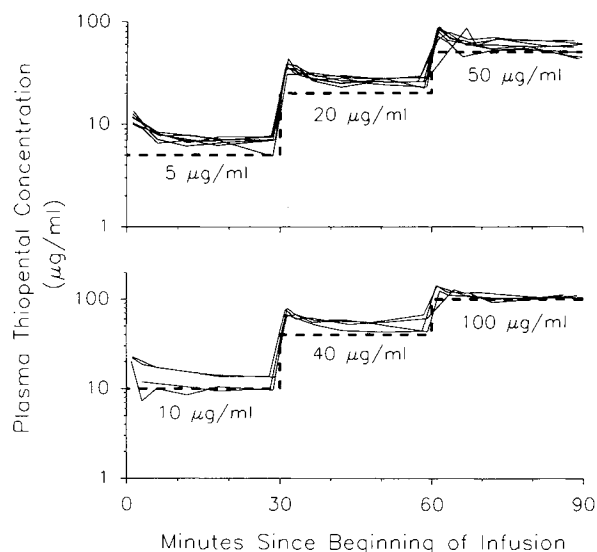 Plasma Thiopental Concentration
(μg/ml)
100
10
1
5 μg/ml
20 μg/ml
50 μg/ml
100
10
1
10 μg/ml
40 μg/ml
100 μg/ml
0
30
60
90
Minutes Since Beginning of Infusion